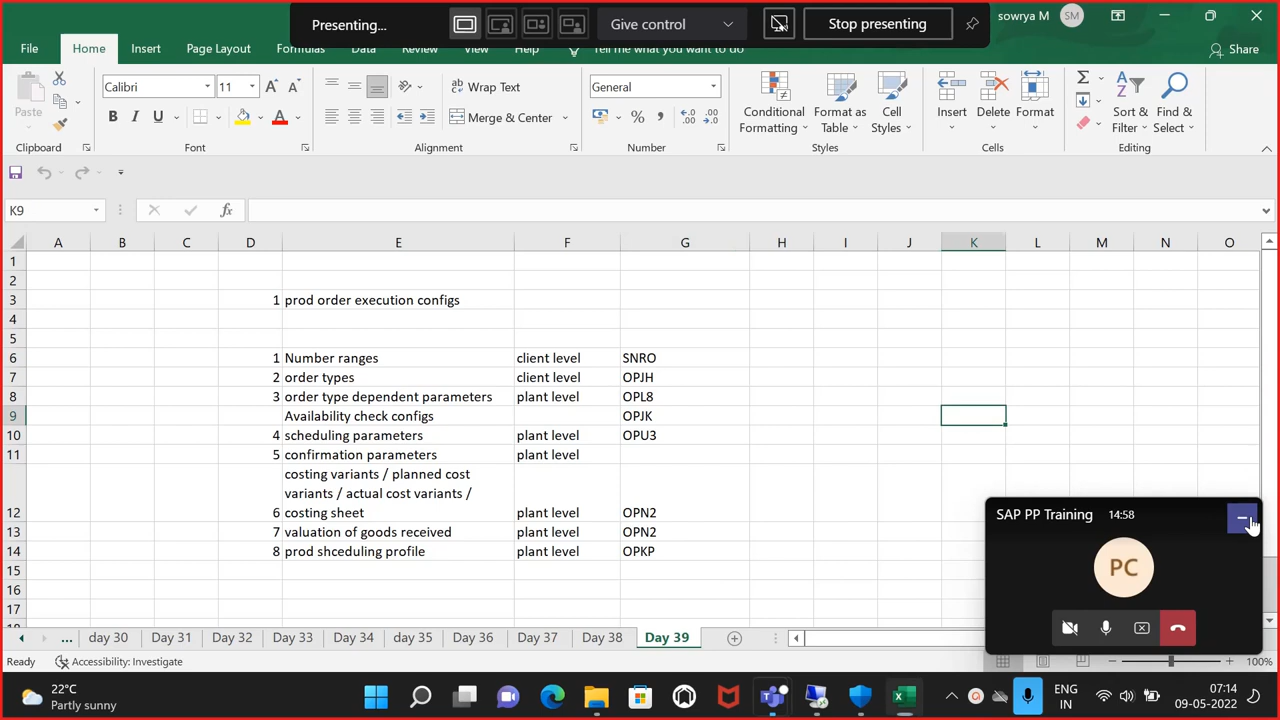 Presenting...
Give control
Stop presenting
sowrya M
SM
File
Home
Insert
Page Layout
Formulas
Data
Review
View
Help
Tell me what you want to do
Share
Paste
Clipboard
Calibri
11
B I U
Font
Wrap Text
Merge & Center
Alignment
General
Number
Conditional Formatting
Format as Table
Cell Styles
Styles
Insert
Delete
Format
Cells
Sort & Filter
Find & Select
Editing
K9
fx
A B C D E F G H I J K L M N O
1
2
3 1 prod order execution configs
4
5
6 1 Number ranges client level SNRO
7 2 order types client level OPJH
8 3 order type dependent parameters plant level OPL8
9 Availability check configs OPJK
10 4 scheduling parameters plant level OPU3
11 5 confirmation parameters plant level
costing variants / planned cost
variants / actual cost variants /
12 6 costing sheet plant level OPN2
13 7 valuation of goods received plant level OPN2
14 8 prod shceduling profile plant level OPKP
15
16
17
SAP PP Training 14:58
PC
... day 30 Day 31 Day 32 Day 33 Day 34 day 35 Day 36 Day 37 Day 38 Day 39
Ready
Accessibility: Investigate
100%
22°C
Partly sunny
ENG
IN
07:14
09-05-2022